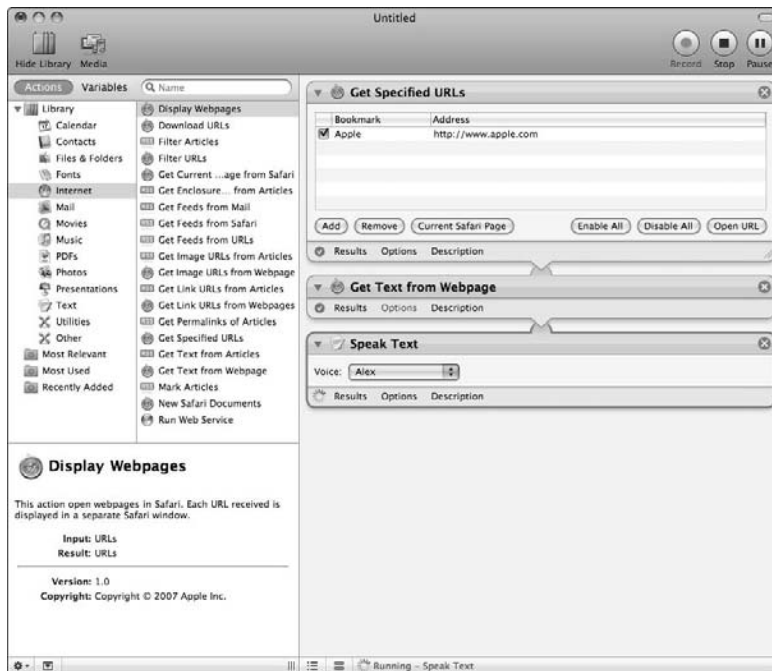 Untitled
Hide Library Media
Record Stop Pause
Actions Variables
Name
Library
Calendar
Contacts
Files & Folders
Fonts
Internet
Mail
Movies
Music
PDFs
Photos
Presentations
Text
Utilities
Other
Most Relevant
Most Used
Recently Added
Display Webpages
Download URLs
Filter Articles
Filter URLs
Get Current ...age from Safari
Get Enclosure... from Articles
Get Feeds from Mail
Get Feeds from Safari
Get Feeds from URLs
Get Image URLs from Articles
Get Image URLs from Webpage
Get Link URLs from Articles
Get Link URLs from Webpages
Get Permalinks of Articles
Get Specified URLs
Get Text from Articles
Get Text from Webpage
Mark Articles
New Safari Documents
Run Web Service
Display Webpages
This action open webpages in Safari. Each URL received is
displayed in a separate Safari window.
Input: URLs
Result: URLs
Version: 1.0
Copyright: Copyright © 2007 Apple Inc.
Get Specified URLs
Bookmark Address
Apple http://www.apple.com
Add Remove Current Safari Page Enable All Disable All Open URL
Results Options Description
Get Text from Webpage
Results Options Description
Speak Text
Voice: Alex
Results Options Description
Running – Speak Text